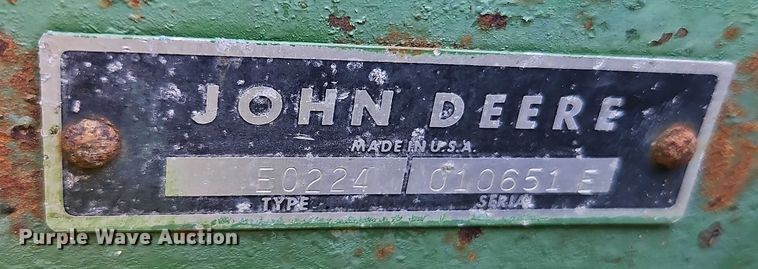 JOHN DEERE
MADE IN U.S.A.
E0224 010651 E
TYPE SERIAL
Purple Wave Auction